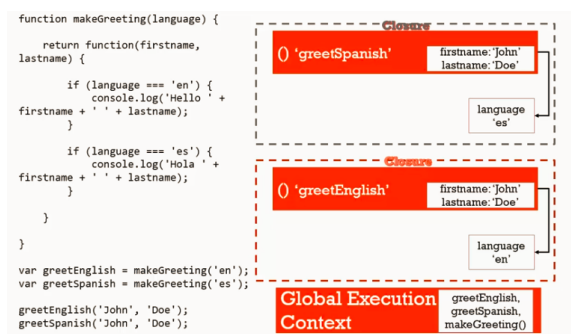 function makeGreeting(language) {
return function(firstname,
lastname) {
if (language === 'en') {
console.log('Hello ' +
firstname + ' ' + lastname);
}
if (language === 'es') {
console.log('Hola ' +
firstname + ' ' + lastname);
}
}
}
var greetEnglish = makeGreeting('en');
var greetSpanish = makeGreeting('es');
greetEnglish('John', 'Doe');
greetSpanish('John', 'Doe');
Closure
() ‘greetSpanish’
firstname: ‘John’
lastname: ‘Doe’
language
‘es’
Closure
() ‘greetEnglish’
firstname: ‘John’
lastname: ‘Doe’
language
‘en’
Global Execution
Context
greetEnglish,
greetSpanish,
makeGreeting()